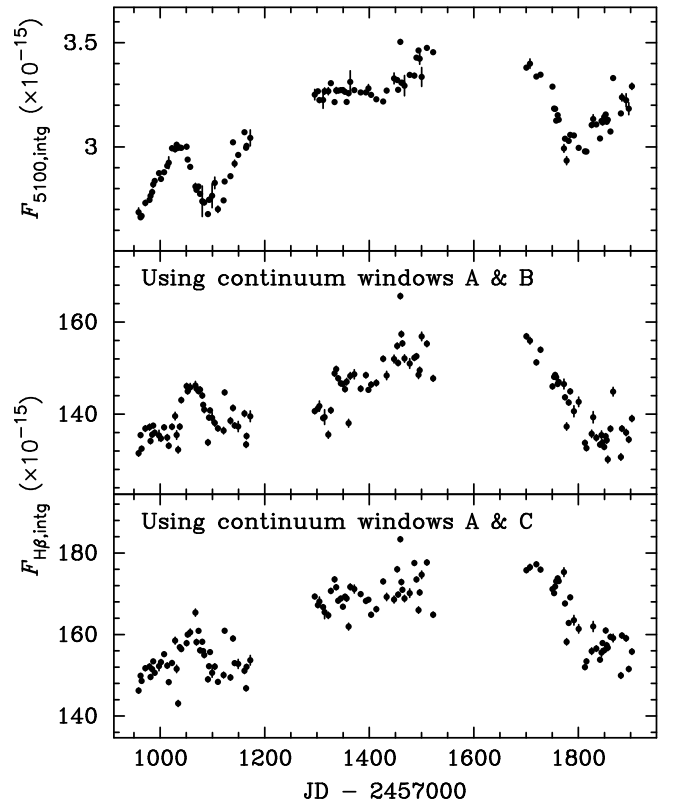 F5100,intg (×10−15)
3.5
3
Using continuum windows A & B
160
140
FHβ,intg (×10−15)
Using continuum windows A & C
180
160
140
1000 1200 1400 1600 1800
JD − 2457000